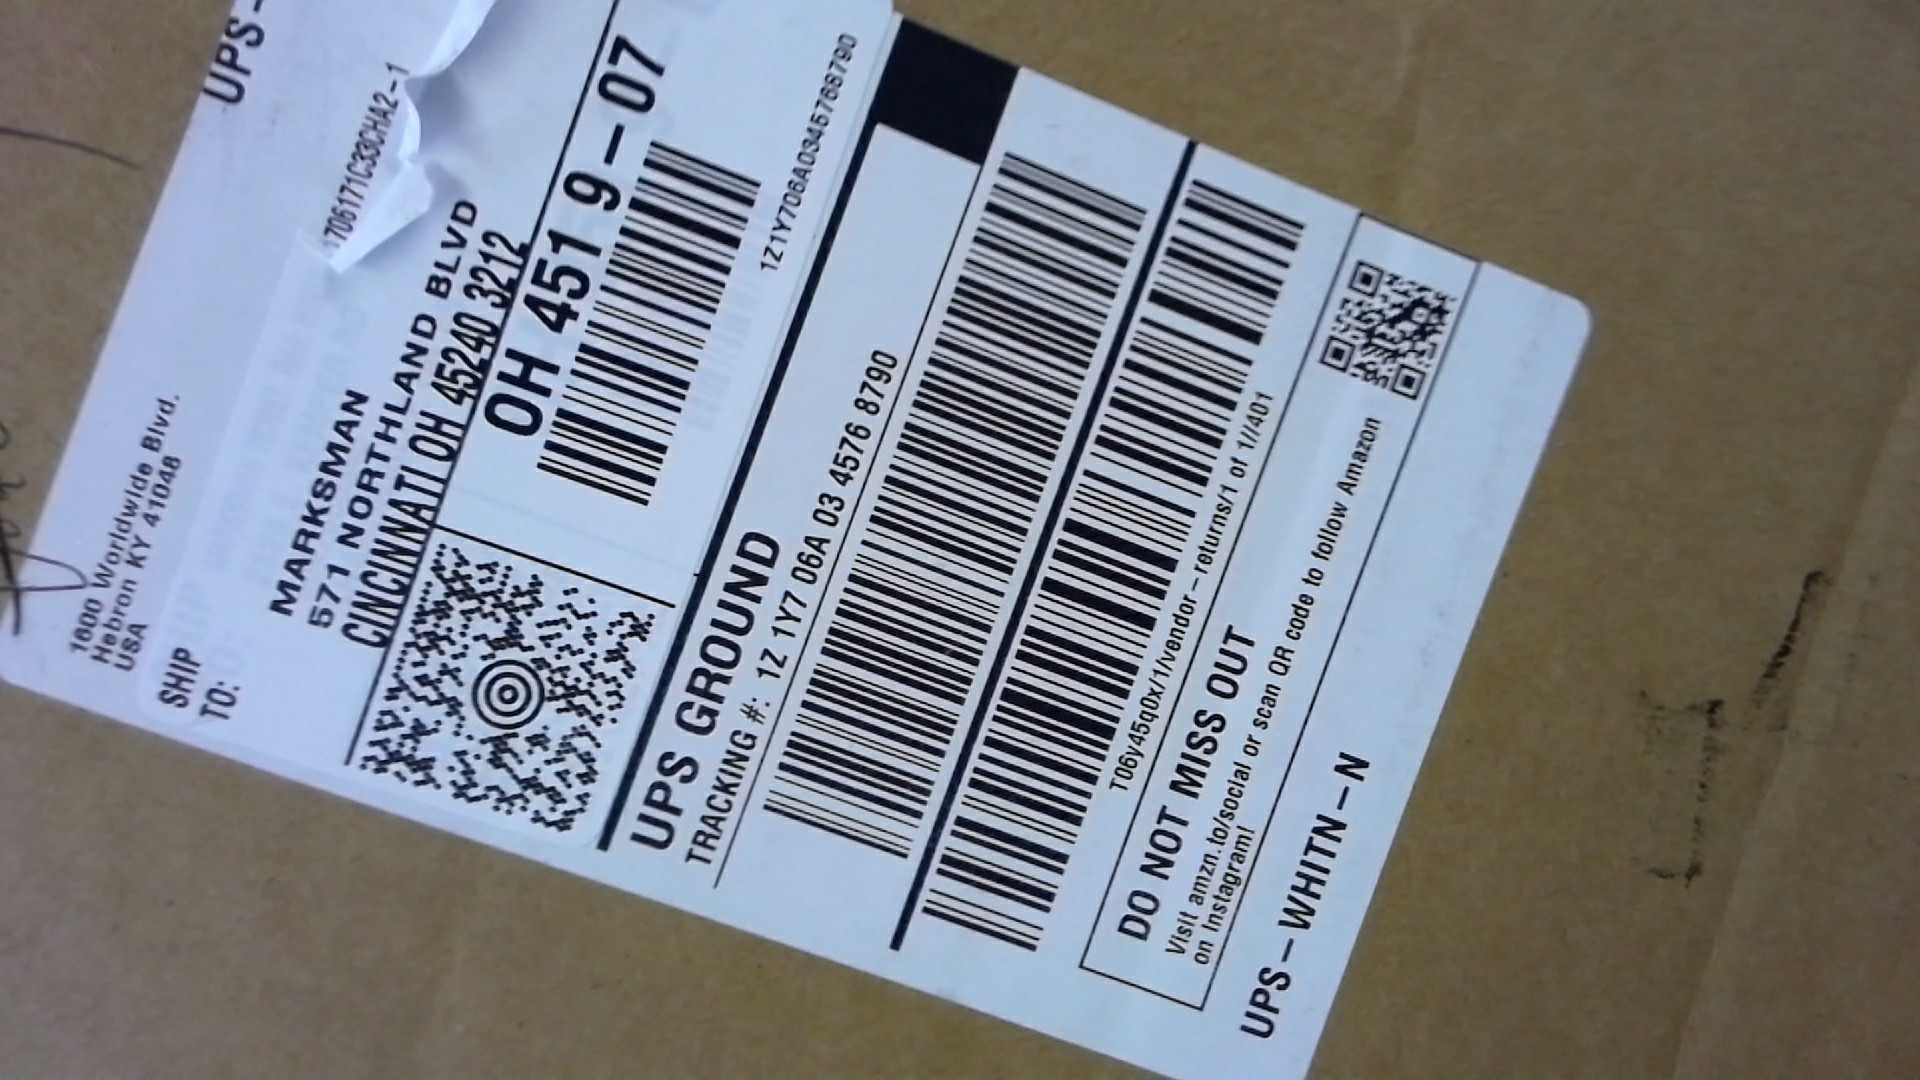 UPS-
1600 Worldwide Blvd.
Hebron KY 41048
USA
1706171C33CHA2-1
SHIP
TO:
MARKSMAN
571 NORTHLAND BLVD
CINCINNATI OH 45240 3212
OH 451 9-07
1Z1Y706A0345768790
UPS GROUND
TRACKING #: 1Z 1Y7 06A 03 4576 8790
T06y45q0x/1/vendor-returns/1 of 1//401
DO NOT MISS OUT
Visit amzn.to/social or scan QR code to follow Amazon
on Instagram!
UPS-WHITN-N